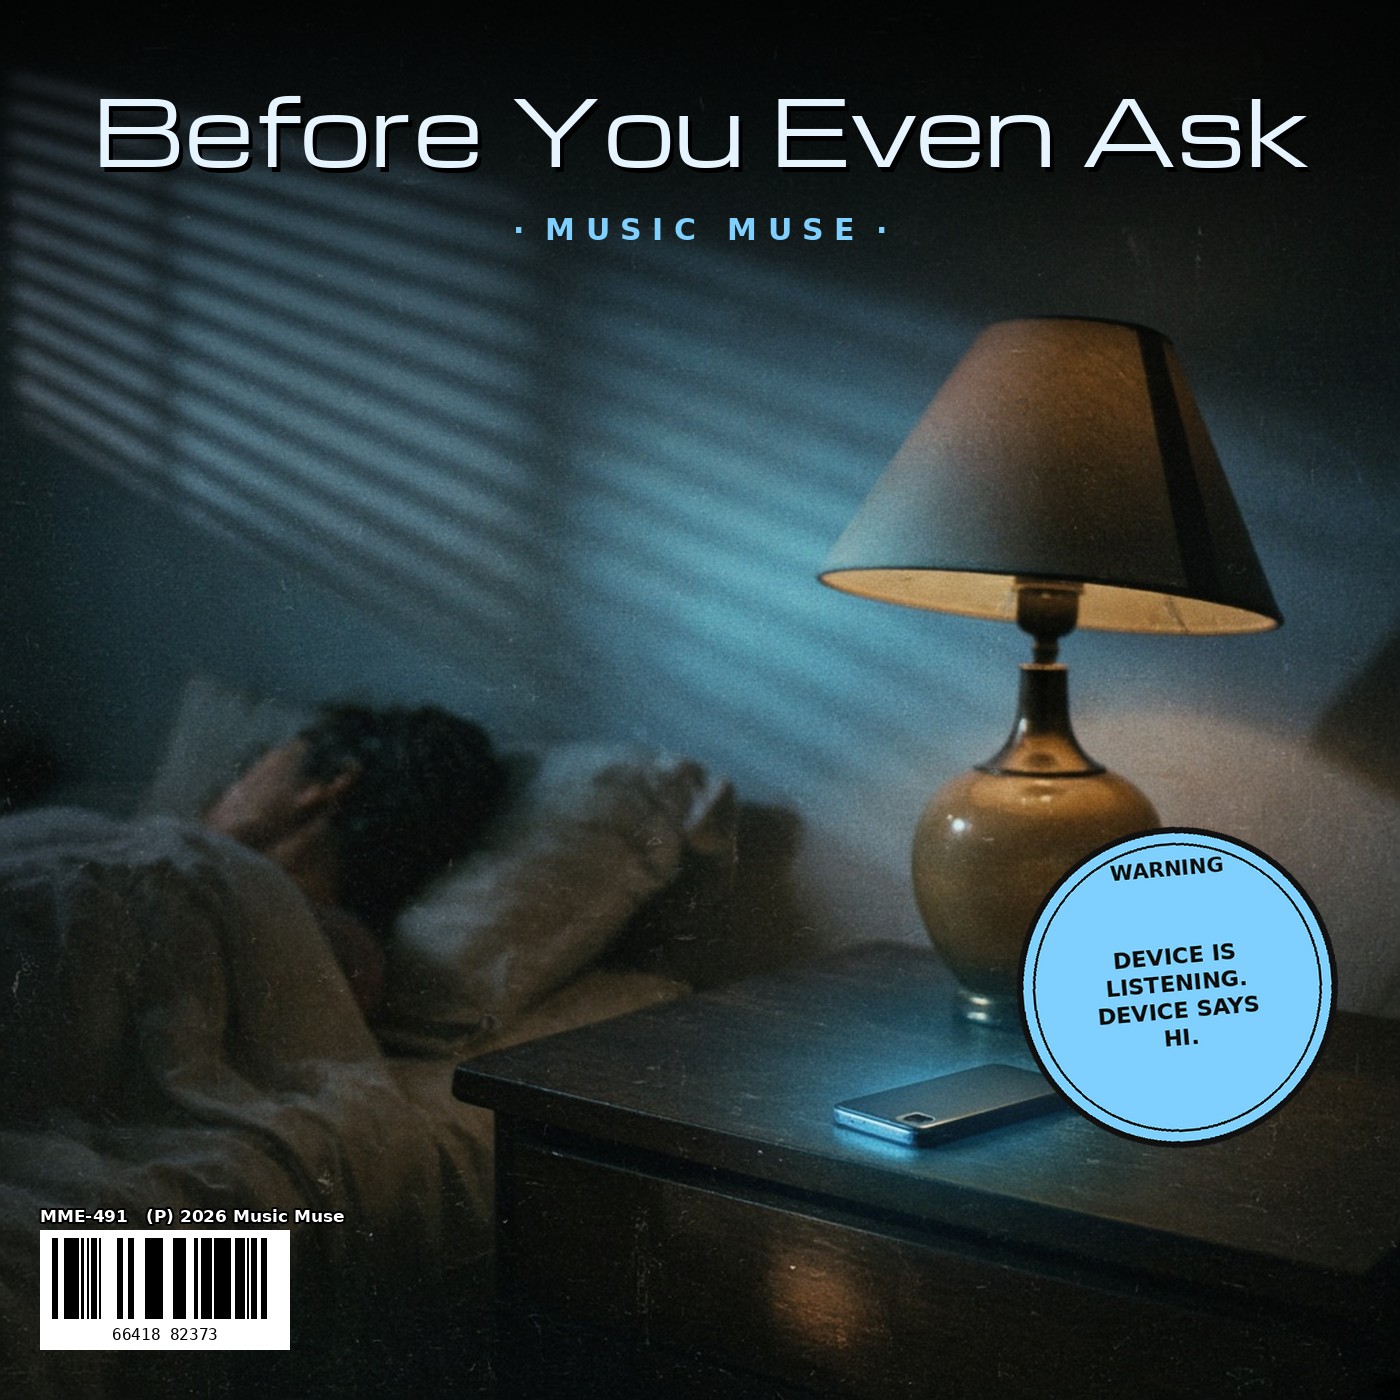 Before You Even Ask
· MUSIC MUSE ·
WARNING
DEVICE IS
LISTENING.
DEVICE SAYS
HI.
MME-491 (P) 2026 Music Muse
66418 82373